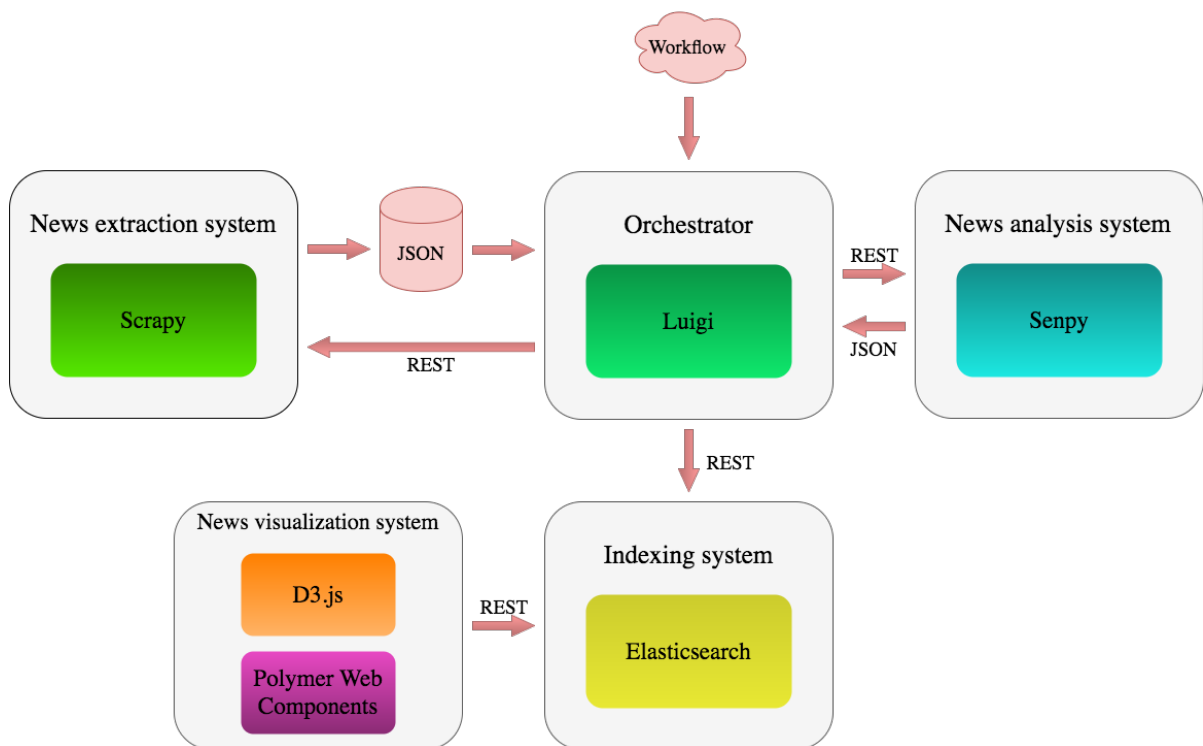 Workflow
News extraction system
Scrapy
JSON
REST
Orchestrator
Luigi
REST
JSON
News analysis system
Senpy
REST
News visualization system
D3.js
Polymer Web
Components
REST
Indexing system
Elasticsearch